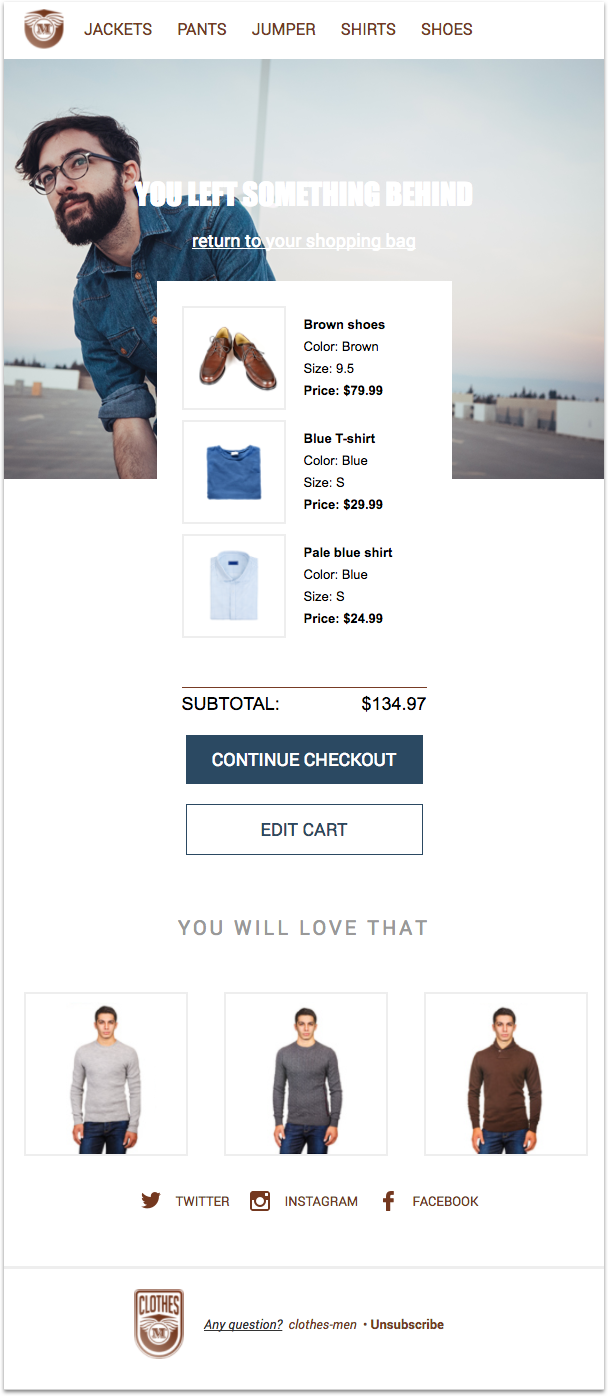 M
JACKETS PANTS JUMPER SHIRTS SHOES
YOU LEFT SOMETHING BEHIND
return to your shopping bag
Brown shoes
Color: Brown
Size: 9.5
Price: $79.99
Blue T-shirt
Color: Blue
Size: S
Price: $29.99
Pale blue shirt
Color: Blue
Size: S
Price: $24.99
SUBTOTAL: $134.97
CONTINUE CHECKOUT
EDIT CART
YOU WILL LOVE THAT
TWITTER INSTAGRAM FACEBOOK
CLOTHES
M
Any question? clothes-men • Unsubscribe